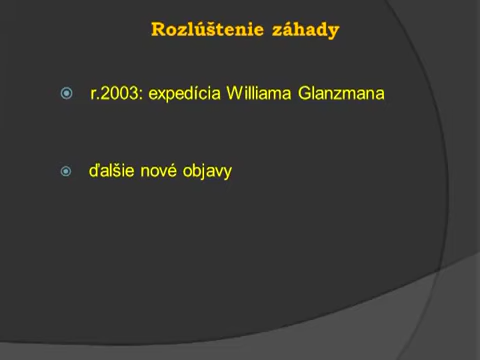 Rozlúštenie záhady
r.2003: expedícia Williama Glanzmana
ďalšie nové objavy